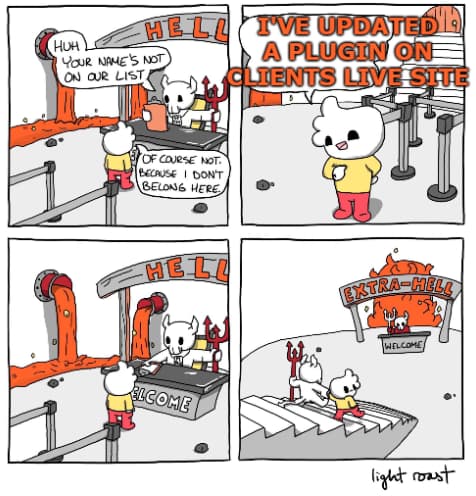 HELL
HUH
YOUR NAME'S NOT
ON OUR LIST
OF COURSE NOT.
BECAUSE I DON'T
BELONG HERE.
I'VE UPDATED
A PLUGIN ON
CLIENTS LIVE SITE
HELL
ELCOME
EXTRA-HELL
WELCOME
light roast